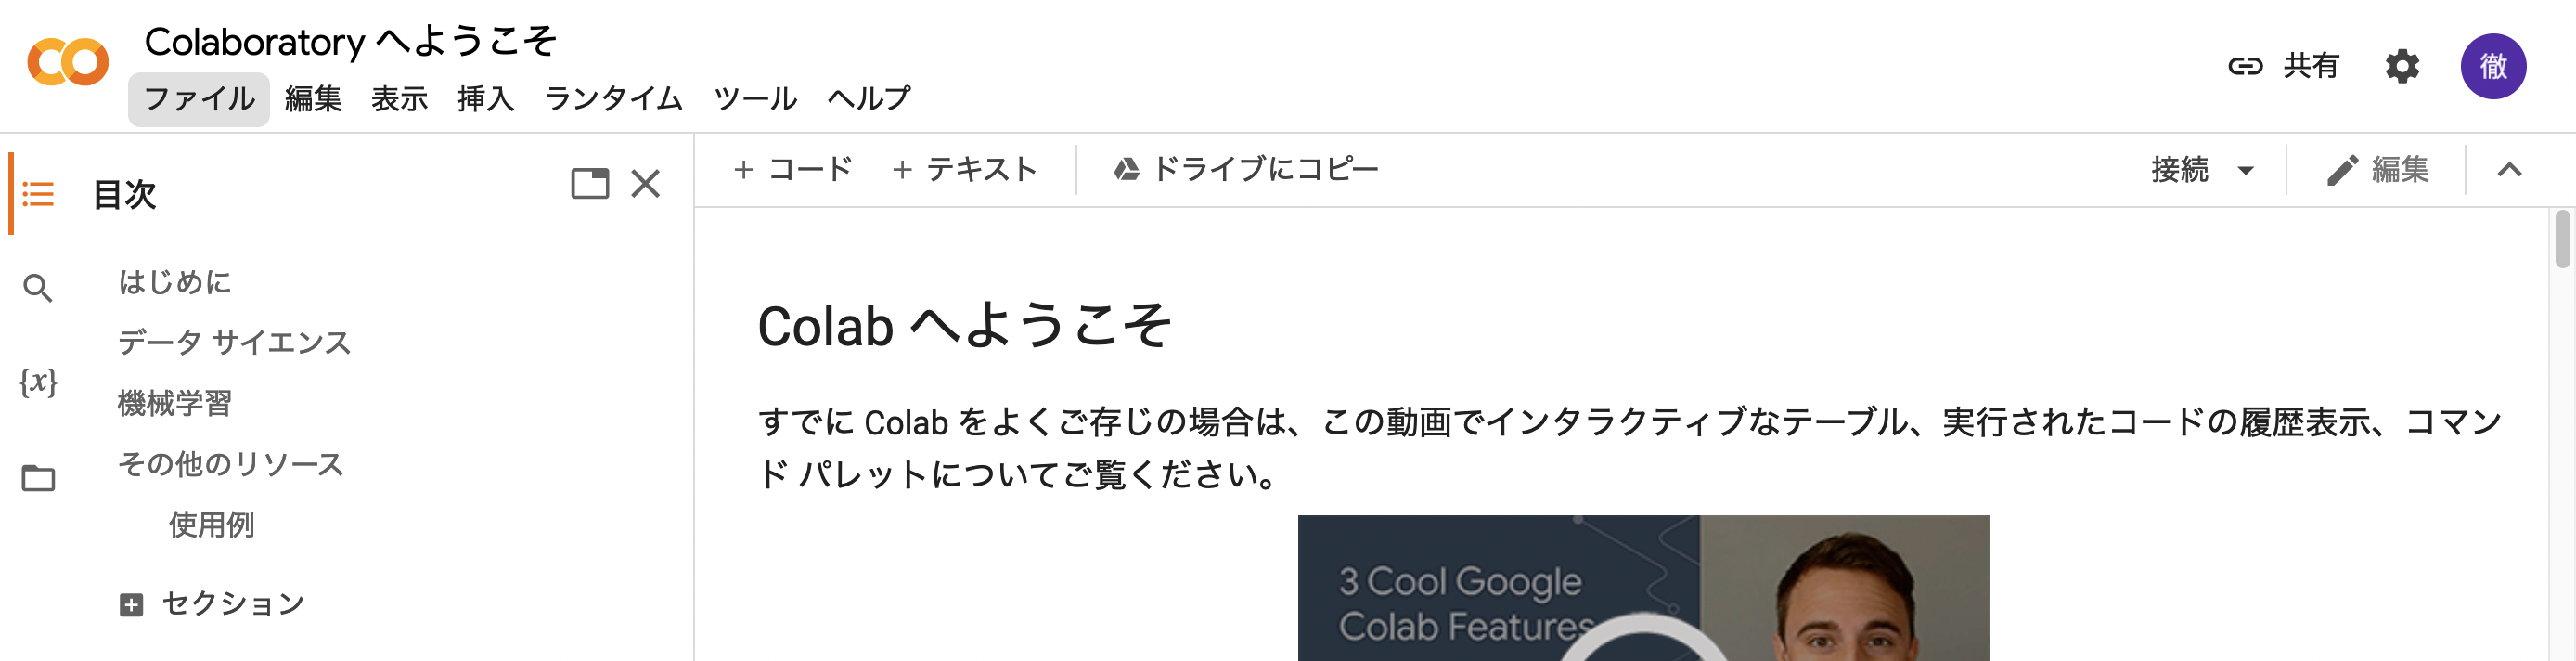 Colaboratory へようこそ
ファイル 編集 表示 挿入 ランタイム ツール ヘルプ
共有
徹
目次
はじめに
データ サイエンス
機械学習
その他のリソース
使用例
セクション
{x}
+ コード + テキスト ドライブにコピー
接続 編集
Colab へようこそ
すでに Colab をよくご存じの場合は、この動画でインタラクティブなテーブル、実行されたコードの履歴表示、コマン
ド パレットについてご覧ください。
3 Cool Google
Colab Features